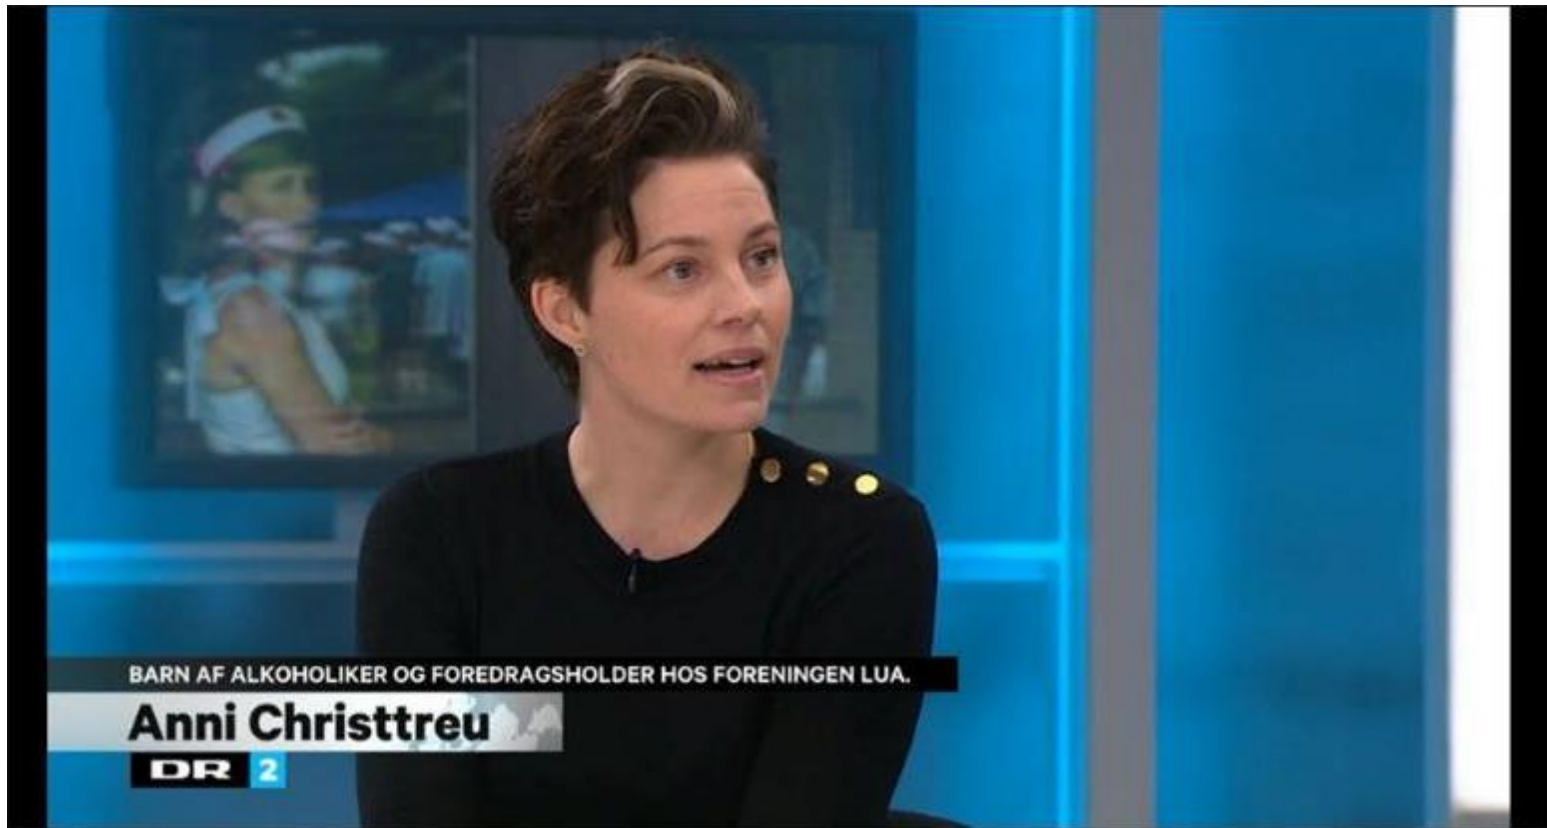 BARN AF ALKOHOLIKER OG FOREDRAGSHOLDER HOS FORENINGEN LUA.
Anni Christtreu
DR 2